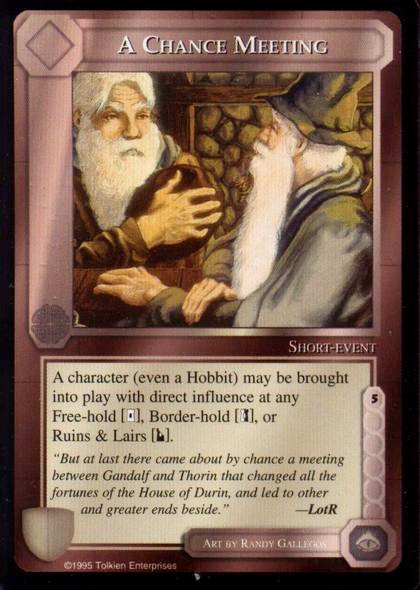 A CHANCE MEETING
SHORT-EVENT
A character (even a Hobbit) may be brought
into play with direct influence at any
Free-hold [], Border-hold [], or
Ruins & Lairs [].
5
“But at last there came about by chance a meeting
between Gandalf and Thorin that changed all the
fortunes of the House of Durin, and led to other
and greater ends beside.” —LotR
ART BY RANDY GALLEGOS
©1995 Tolkien Enterprises